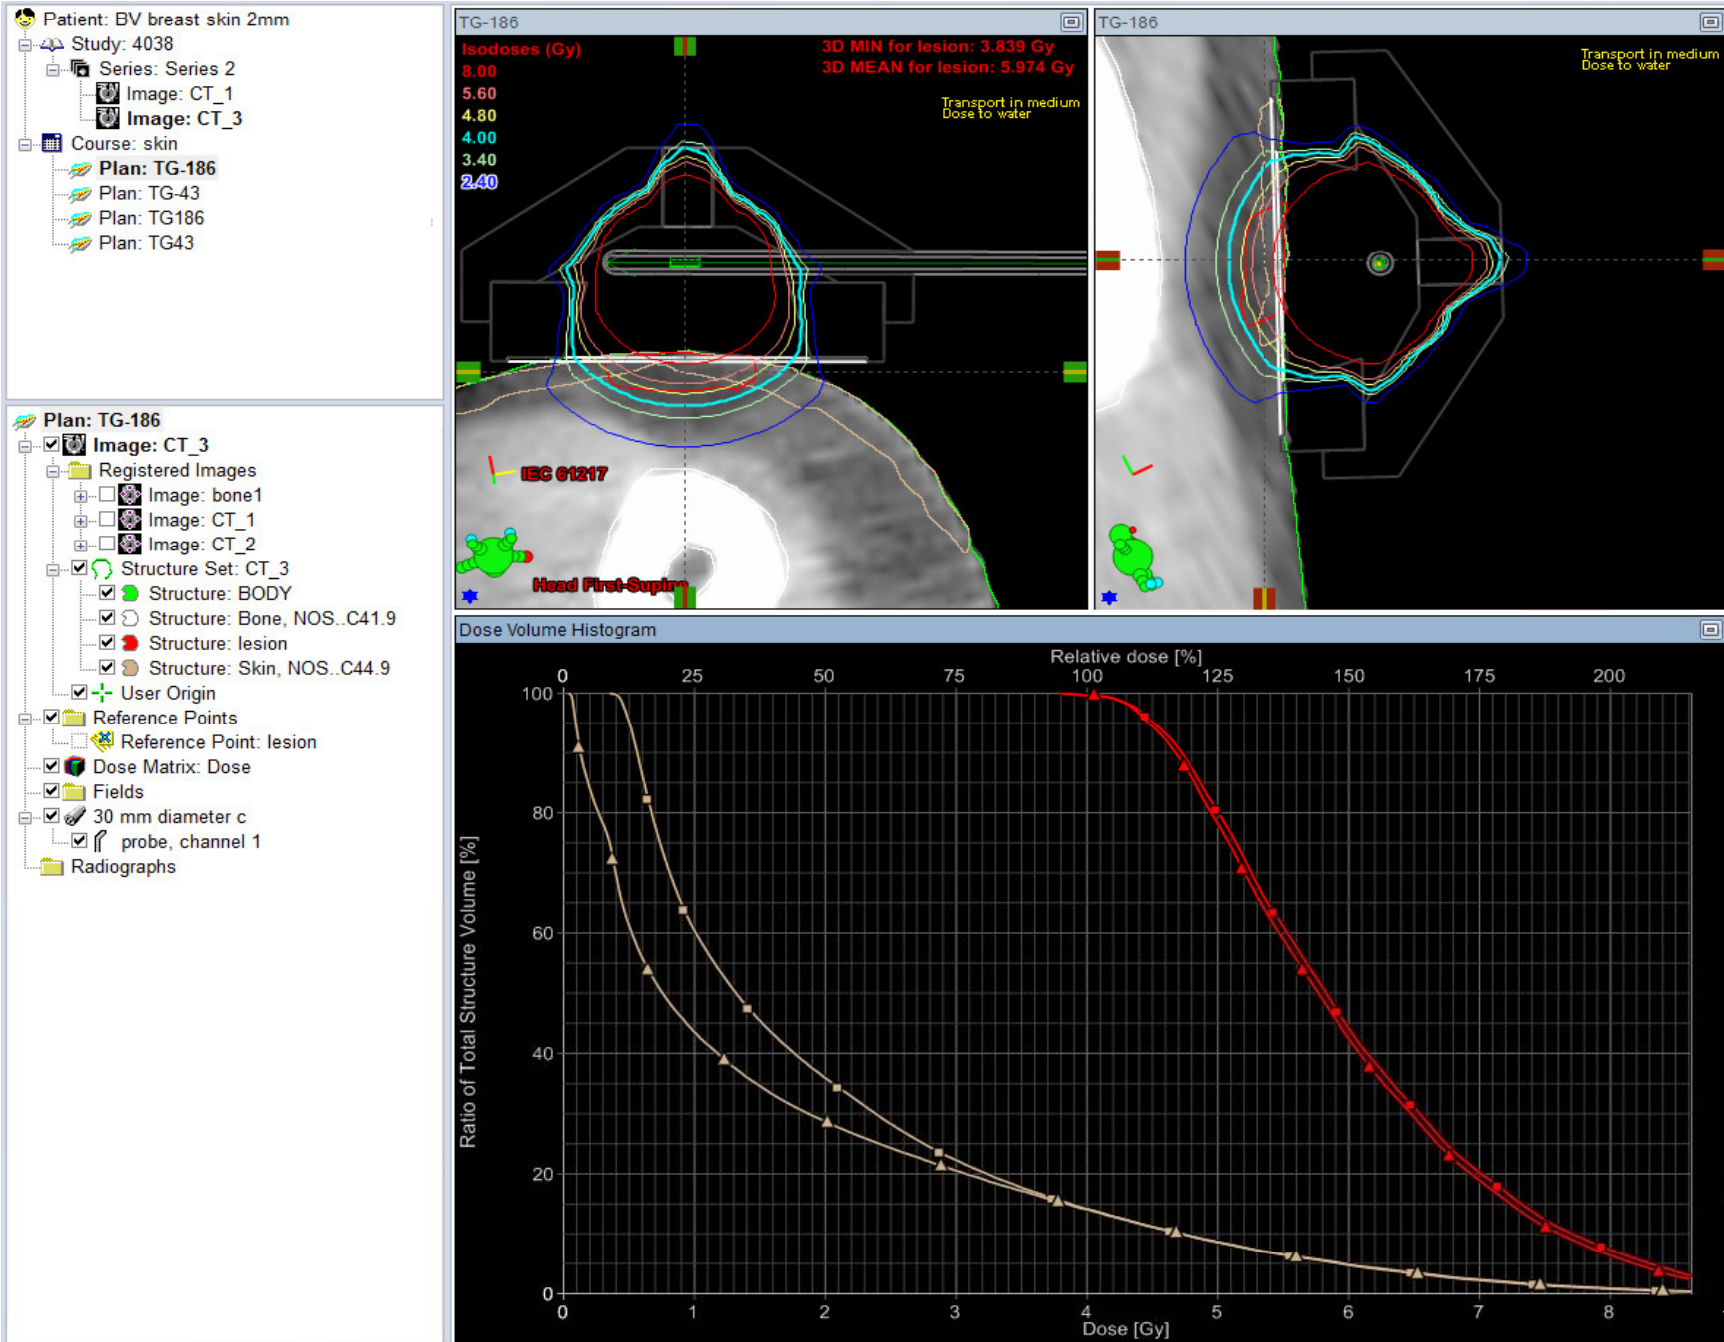 Patient: BV breast skin 2mm
Study: 4038
Series: Series 2
Image: CT_1
Image: CT_3
Course: skin
Plan: TG-186
Plan: TG-43
Plan: TG186
Plan: TG43
Plan: TG-186
Image: CT_3
Registered Images
Image: bone1
Image: CT_1
Image: CT_2
Structure Set: CT_3
Structure: BODY
Structure: Bone, NOS..C41.9
Structure: lesion
Structure: Skin, NOS..C44.9
User Origin
Reference Points
Reference Point: lesion
Dose Matrix: Dose
Fields
30 mm diameter c
probe, channel 1
Radiographs
TG-186
Isodoses (Gy)
8.00
5.60
4.80
4.00
3.40
2.40
3D MIN for lesion: 3.839 Gy
3D MEAN for lesion: 5.974 Gy
Transport in medium
Dose to water
IEC 61217
Head First-Supine
TG-186
Transport in medium
Dose to water
Dose Volume Histogram
Relative dose [%]
0 25 50 75 100 125 150 175 200
Ratio of Total Structure Volume [%]
100
80
60
40
20
0
0 1 2 3 4 5 6 7 8
Dose [Gy]